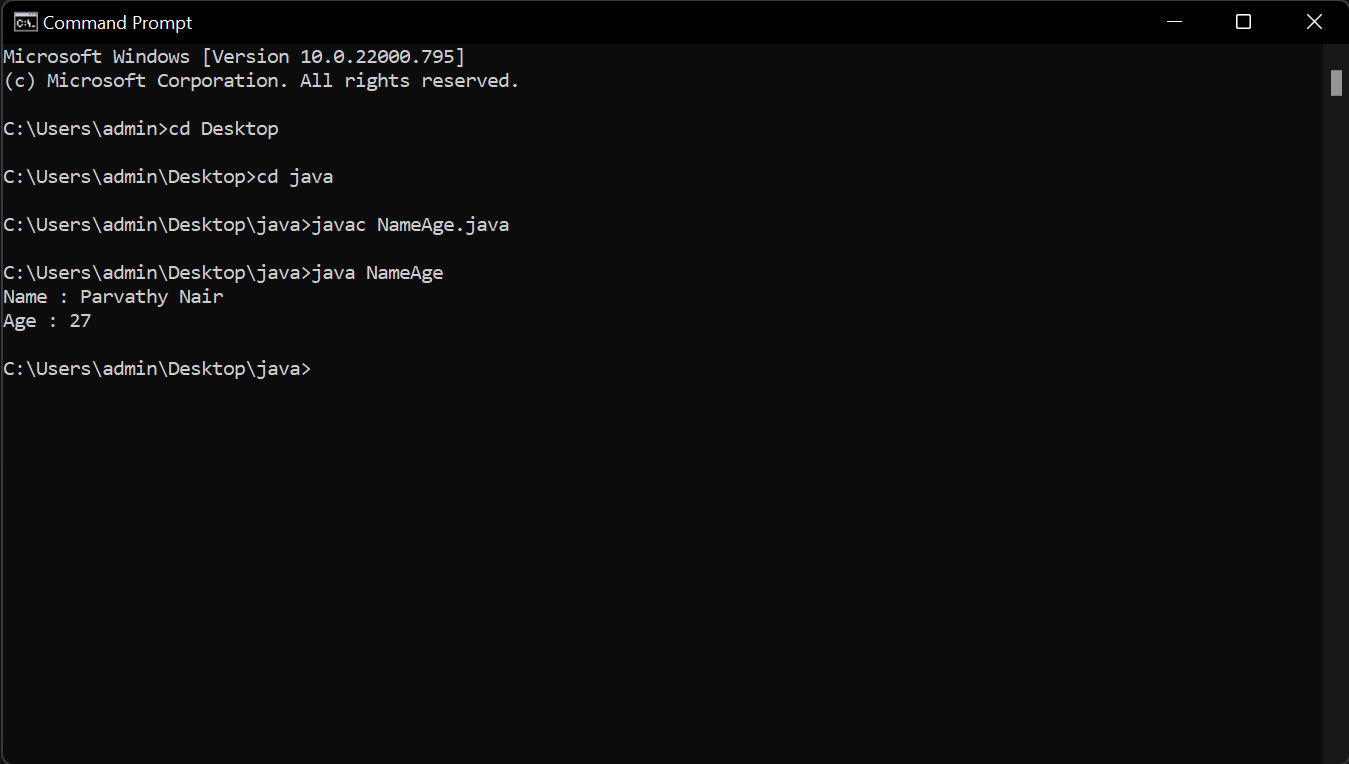 Command Prompt
Microsoft Windows [Version 10.0.22000.795]
(c) Microsoft Corporation. All rights reserved.
C:\Users\admin>cd Desktop
C:\Users\admin\Desktop>cd java
C:\Users\admin\Desktop\java>javac NameAge.java
C:\Users\admin\Desktop\java>java NameAge
Name : Parvathy Nair
Age : 27
C:\Users\admin\Desktop\java>